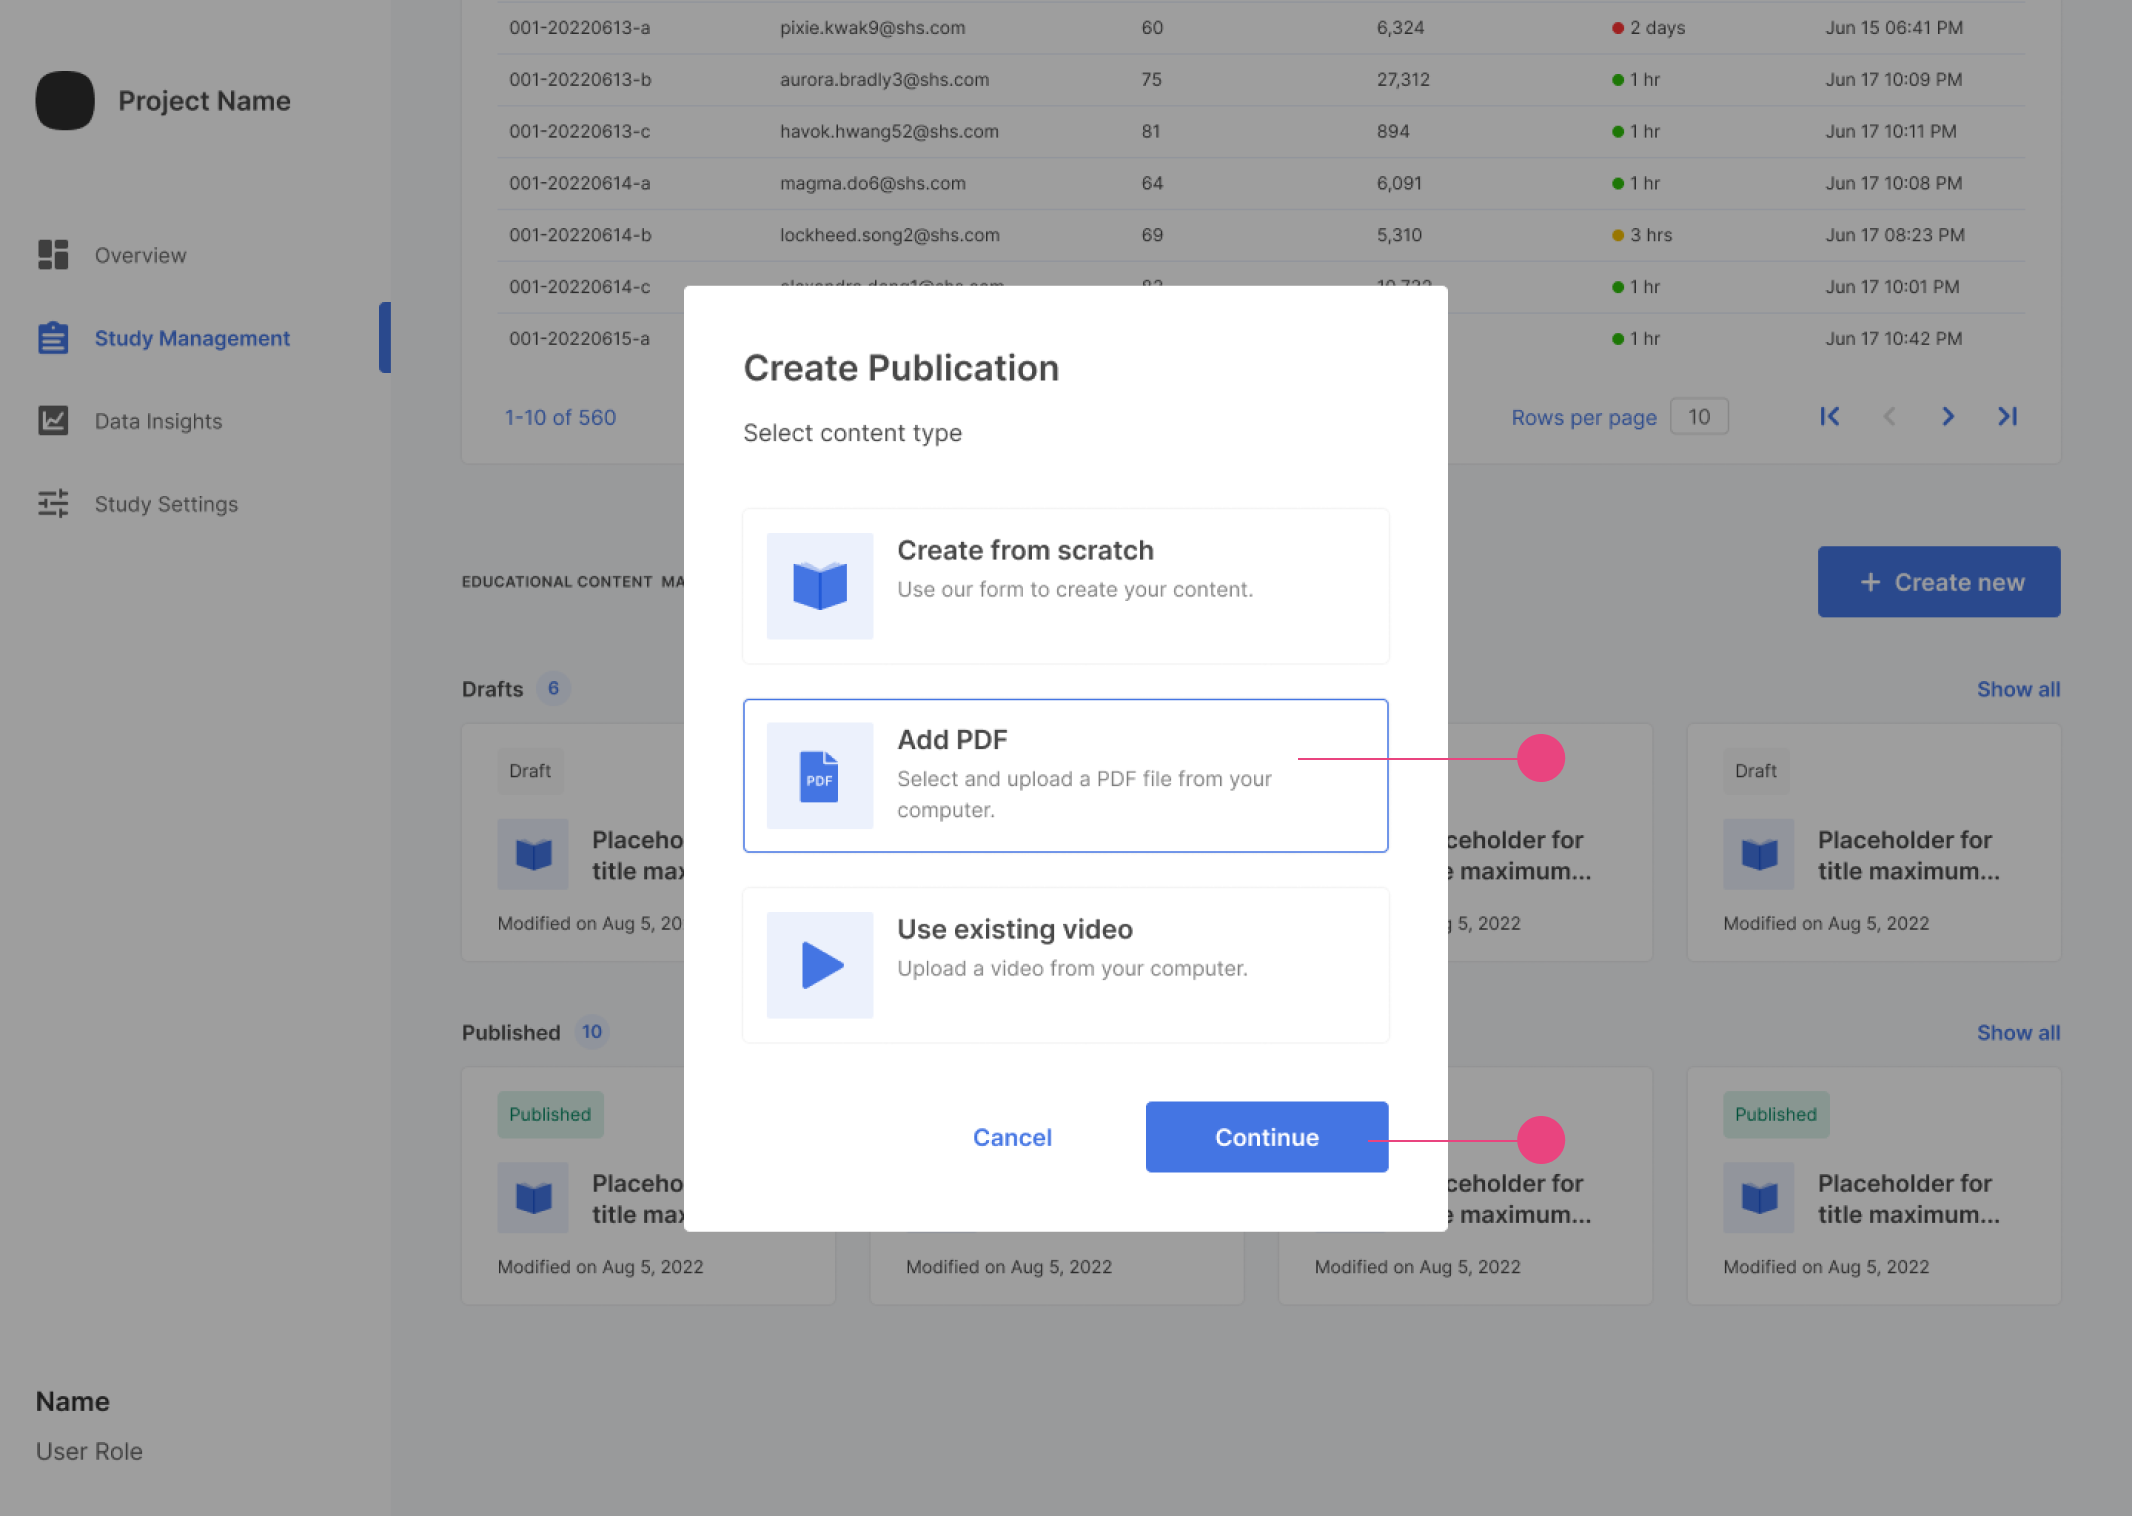 Project Name
Overview
Study Management
Data Insights
Study Settings
Name
User Role
001-20220613-a pixie.kwak9@shs.com 60 6,324 2 days Jun 15 06:41 PM
001-20220613-b aurora.bradly3@shs.com 75 27,312 1 hr Jun 17 10:09 PM
001-20220613-c havok.hwang52@shs.com 81 894 1 hr Jun 17 10:11 PM
001-20220614-a magma.do6@shs.com 64 6,091 1 hr Jun 17 10:08 PM
001-20220614-b lockheed.song2@shs.com 69 5,310 3 hrs Jun 17 08:23 PM
001-20220614-c 1 hr Jun 17 10:01 PM
001-20220615-a 1 hr Jun 17 10:42 PM
1-10 of 560 Rows per page 10
EDUCATIONAL CONTENT MA
+ Create new
Drafts 6 Show all
Draft
Placeho
title max
Modified on Aug 5, 20
ceholder for
e maximum...
5, 2022
Draft
Placeholder for
title maximum...
Modified on Aug 5, 2022
Published 10 Show all
Published
Placeho
title max
Modified on Aug 5, 2022
Modified on Aug 5, 2022
ceholder for
e maximum...
Modified on Aug 5, 2022
Published
Placeholder for
title maximum...
Modified on Aug 5, 2022
Create Publication
Select content type
Create from scratch
Use our form to create your content.
PDF
Add PDF
Select and upload a PDF file from your
computer.
Use existing video
Upload a video from your computer.
Cancel
Continue